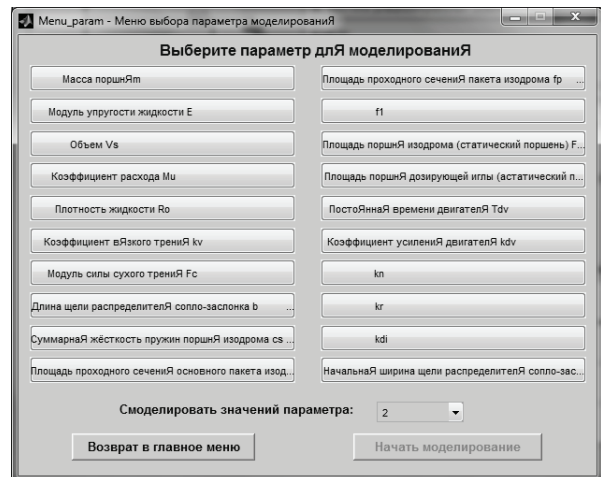 Menu_param - Меню выбора параметра моделированиЯ
Выберите параметр длЯ моделированиЯ
Масса поршнЯm
Модуль упругости жидкости E
Объем Vs
Коэффициент расхода Mu
Плотность жидкости Ro
Коэффициент вЯзкого трениЯ kv
Модуль силы сухого трениЯ Fc
Длина щели распределителЯ сопло-заслонка b ...
СуммарнаЯ жёсткость пружин поршнЯ изодрома cs ...
Площадь проходного сечениЯ основного пакета изод...
Площадь проходного сечениЯ пакета изодрома fp ...
f1
Площадь поршнЯ изодрома (статический поршень) F...
Площадь поршнЯ дозирующей иглы (астатический п...
ПостоЯннаЯ времени двигателЯ Tdv
Коэффициент усилениЯ двигателЯ kdv
kn
kr
kdi
НачальнаЯ ширина щели распределителЯ сопло-зас...
Смоделировать значений параметра: 2
Возврат в главное меню
Начать моделирование